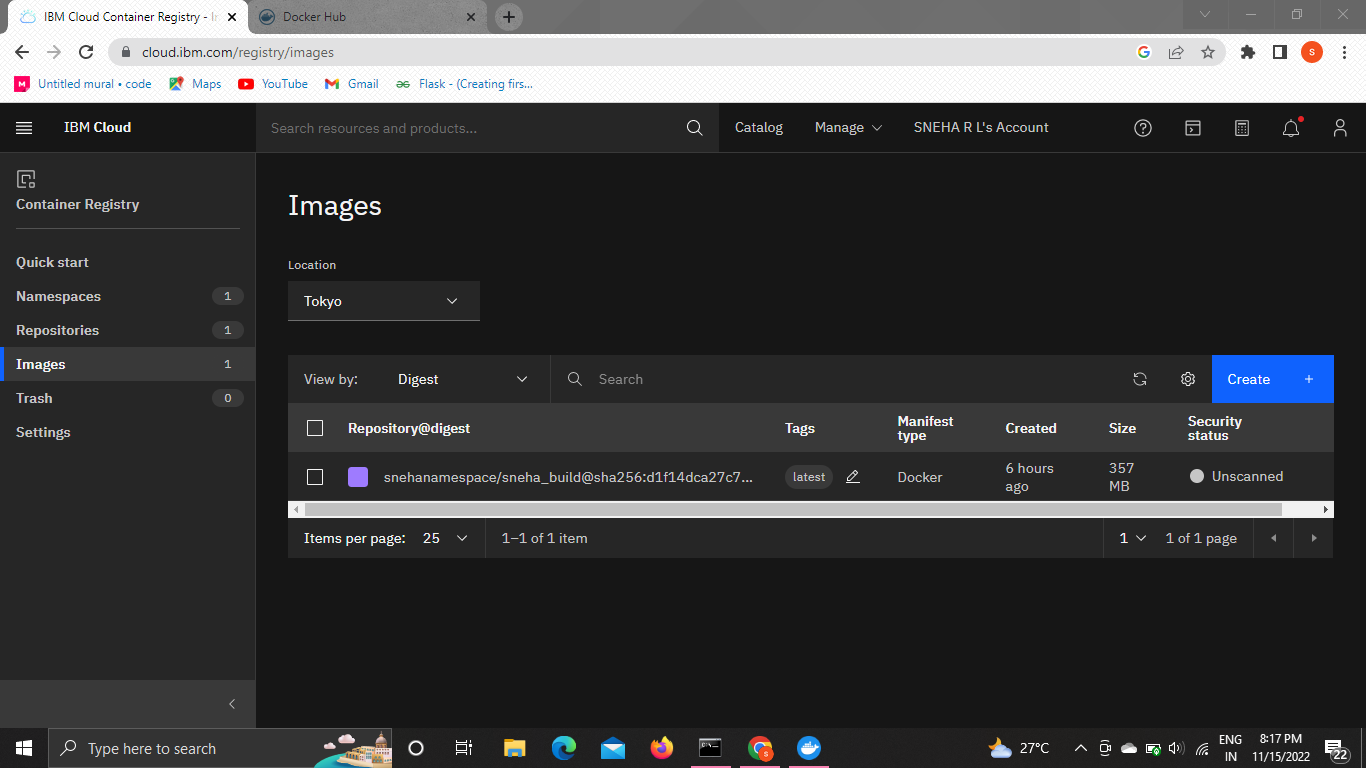 IBM Cloud Container Registry - I
Docker Hub
cloud.ibm.com/registry/images
S
Untitled mural • code
Maps
YouTube
Gmail
Flask - (Creating firs...
IBM Cloud
Search resources and products...
Catalog
Manage
SNEHA R L's Account
Container Registry
Quick start
Namespaces 1
Repositories 1
Images 1
Trash 0
Settings
Images
Location
Tokyo
View by: Digest
Search
Create +
Repository@digest
Tags
Manifest type
Created
Size
Security status
snehanamespace/sneha_build@sha256:d1f14dca27c7...
latest
Docker
6 hours ago
357 MB
Unscanned
Items per page: 25
1–1 of 1 item
1
1 of 1 page
Type here to search
27°C
ENG
IN
8:17 PM
11/15/2022
22